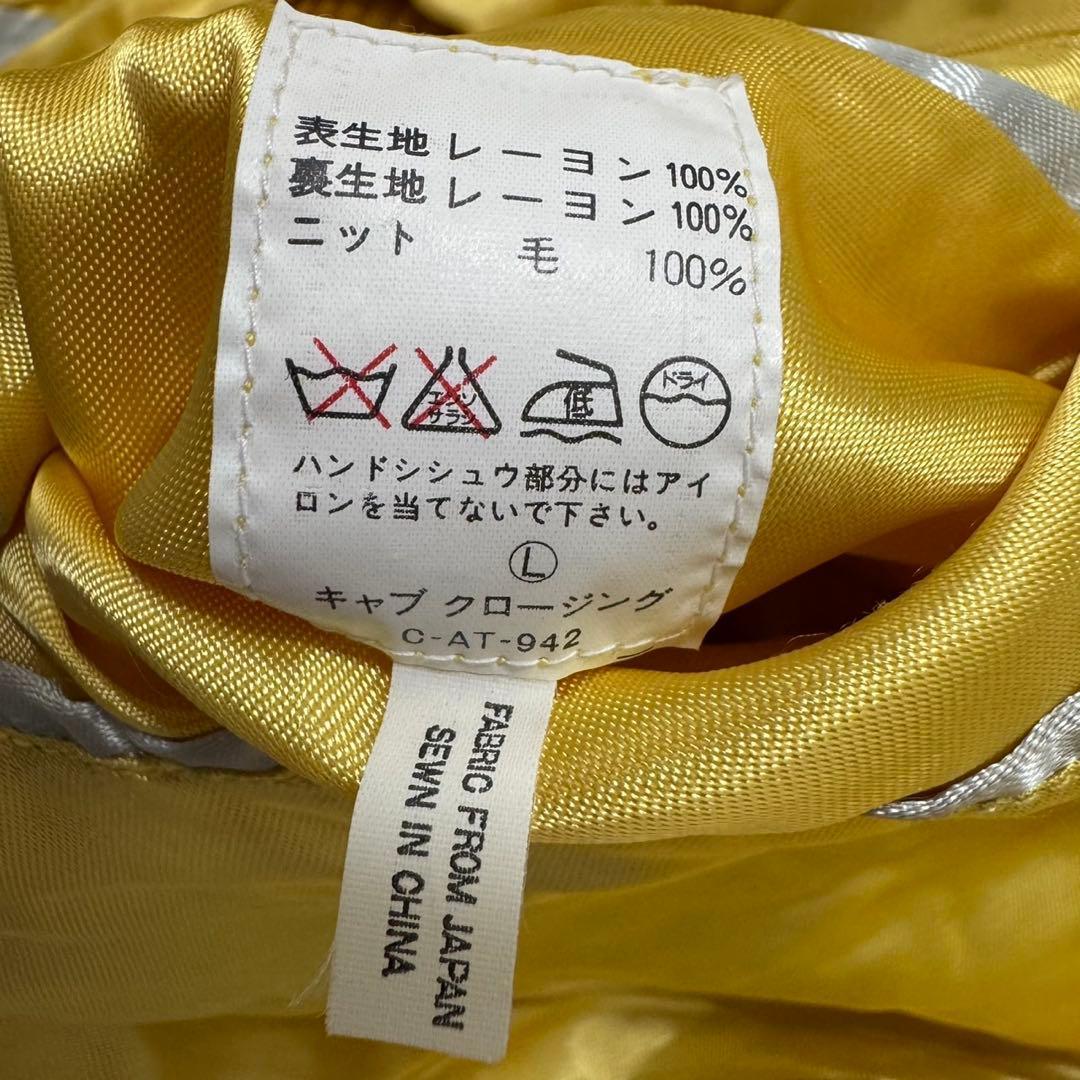 表生地 レーヨン 100%
裏生地 レーヨン 100%
ニット 毛 100%
エンソ
サラシ
低
ドライ
ハンドシシュウ部分にはアイ
ロンを当てないで下さい。
L
キャブ クロージング
C-AT-942
FABRIC FROM JAPAN
SEWN IN CHINA